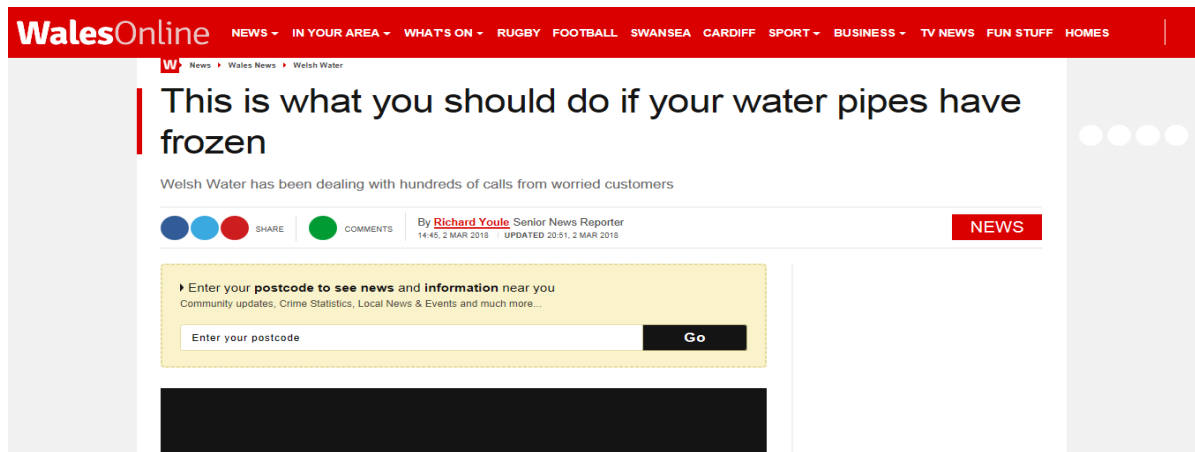 WalesOnline NEWS IN YOUR AREA WHAT'S ON RUGBY FOOTBALL SWANSEA CARDIFF SPORT BUSINESS TV NEWS FUN STUFF HOMES
W News Wales News Welsh Water
This is what you should do if your water pipes have
frozen
Welsh Water has been dealing with hundreds of calls from worried customers
SHARE COMMENTS By Richard Youle Senior News Reporter
14:45, 2 MAR 2018 UPDATED 20:51, 2 MAR 2018
NEWS
Enter your postcode to see news and information near you
Community updates, Crime Statistics, Local News & Events and much more...
Enter your postcode Go